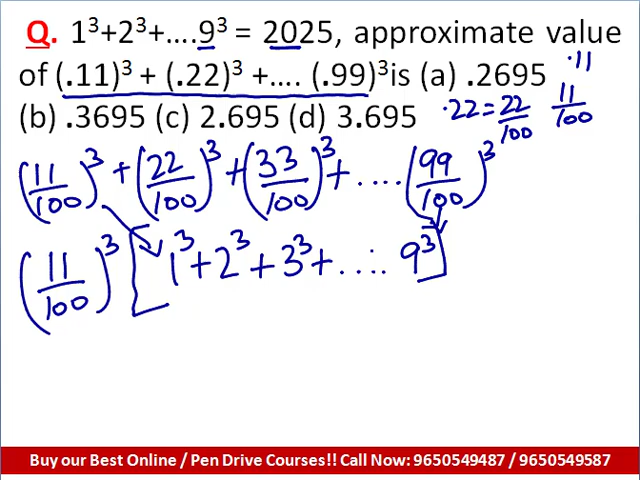 Q. 1³+2³+....9³ = 2025, approximate value
of (.11)³ + (.22)³ +.... (.99)³is (a) .2695
(b) .3695 (c) 2.695 (d) 3.695
.11
.22 = 22/100 11/100
(11/100)³ + (22/100)³ + (33/100)³ + .... (99/100)³
(11/100)³ [1³ + 2³ + 3³ + ..... 9³]
Buy our Best Online / Pen Drive Courses!! Call Now: 9650549487 / 9650549587